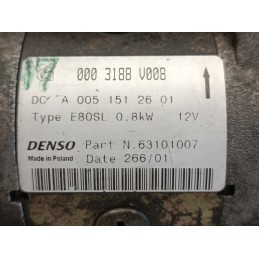 000 3188 V008
DC A 005 151 26 01
Type E80SL 0.8kW 12V
DENSO Part N.63101007
Made in Poland Date 266/01